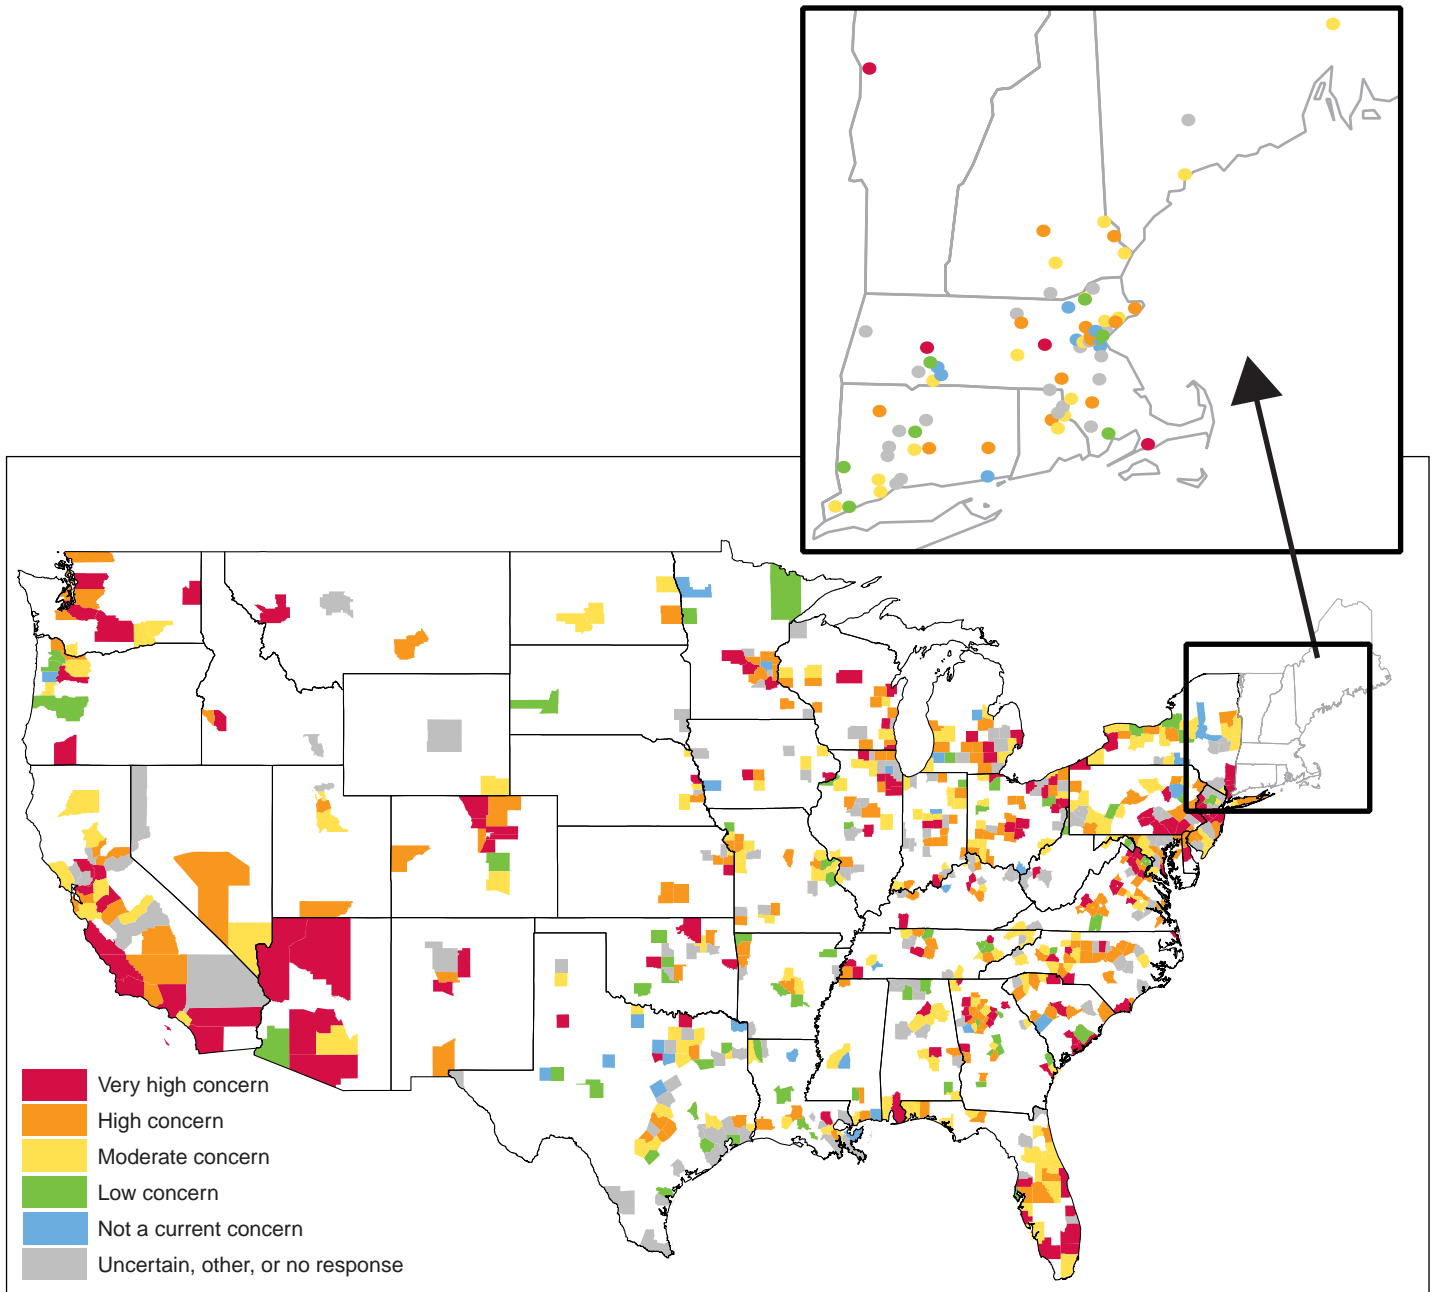 Very high concern
High concern
Moderate concern
Low concern
Not a current concern
Uncertain, other, or no response